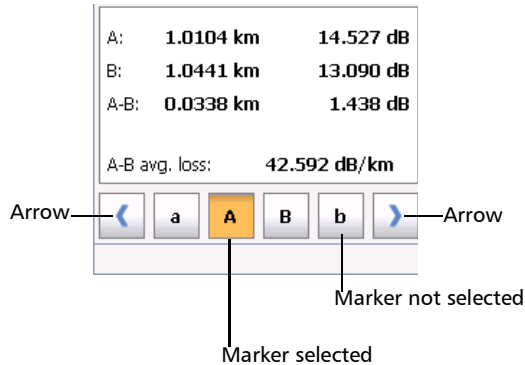 A: 1.0104 km 14.527 dB
B: 1.0441 km 13.090 dB
A-B: 0.0338 km 1.438 dB
A-B avg. loss: 42.592 dB/km
Arrow a A B b Arrow
Marker not selected
Marker selected